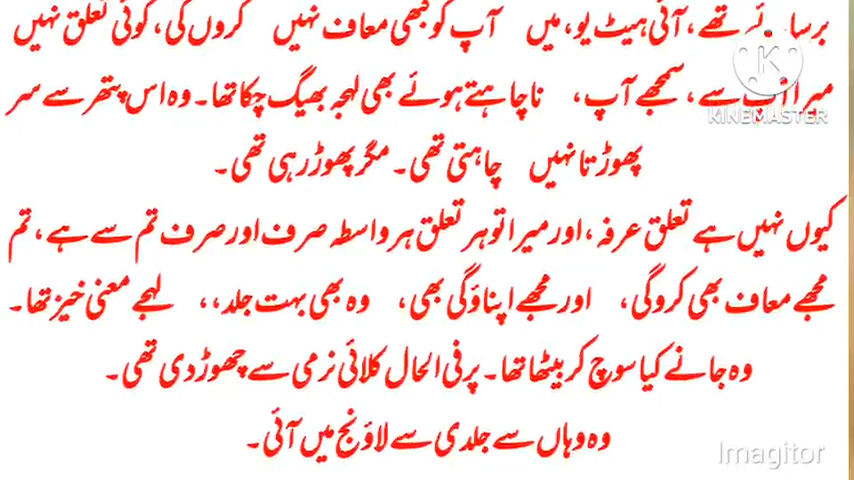 برسائے تھے، آئی ہیٹ یو، میں آپ کو کبھی معاف نہیں کروں گی، کوئی تعلق نہیں
میرا آپ سے، سمجھے آپ، ناچاہتے ہوئے بھی لہجہ بھیگ چکا تھا۔ وہ اس پتھر سے سر
پھوڑتا نہیں چاہتی تھی۔ مگر پھوڑ رہی تھی۔
کیوں نہیں ہے تعلق عرفہ، اور میرا تو ہر تعلق ہر واسطہ صرف اور صرف تم سے ہے، تم
مجھے معاف بھی کرو گی، اور مجھے اپناؤ گی بھی، وہ بھی بہت جلد،، لہجے معنی خیز تھا۔
وہ جانے کیا سوچ کر بیٹھا تھا۔ پر فی الحال کلائی نرمی سے چھوڑ دی تھی۔
وہ وہاں سے جلدی سے لاؤنج میں آئی۔
KINEMASTER
Imagitor